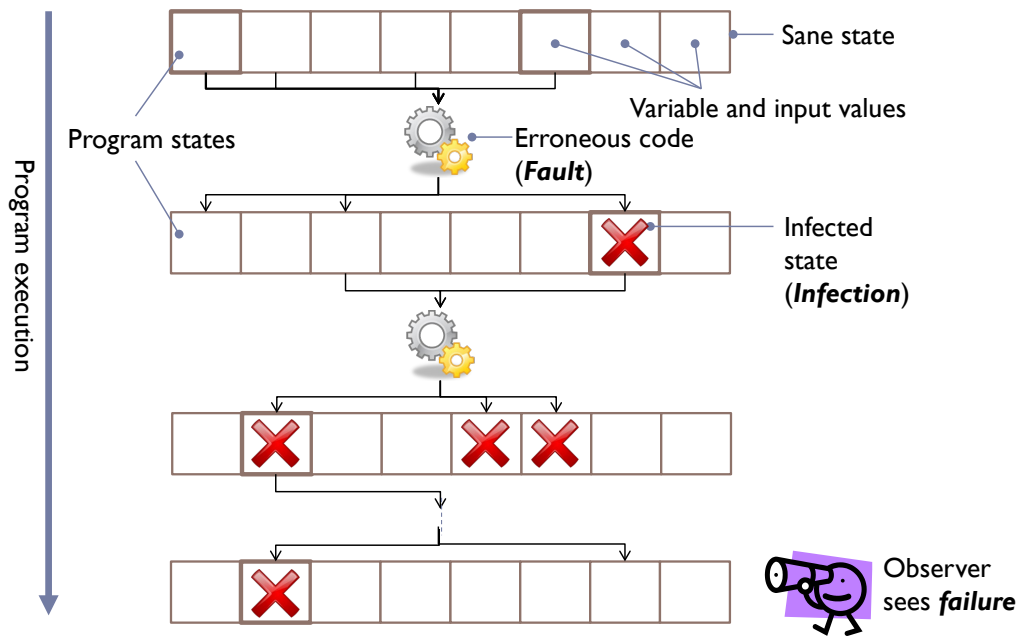 Sane state
Variable and input values
Program states
Erroneous code
(Fault)
Program execution
Infected
state
(Infection)
Observer
sees failure